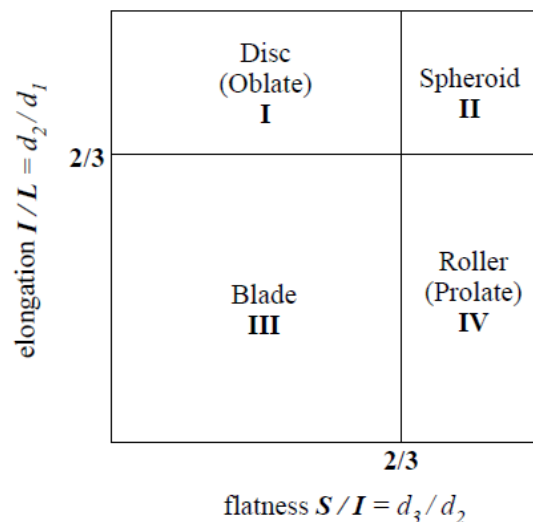 Disc
(Oblate)
I
Spheroid
II
elongation I / L = d2 / d1
2/3
Blade
III
Roller
(Prolate)
IV
2/3
flatness S / I = d3 / d2